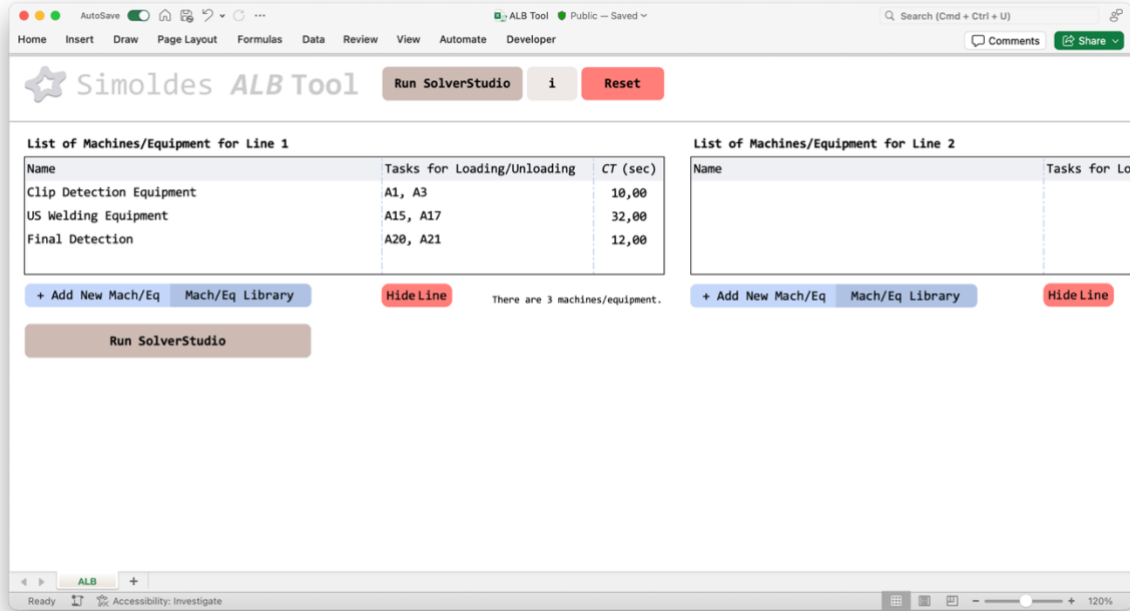 AutoSave
ALB Tool
Public — Saved
Search (Cmd + Ctrl + U)
Home Insert Draw Page Layout Formulas Data Review View Automate Developer
Comments
Share
Simoldes ALB Tool
Run SolverStudio
i
Reset
List of Machines/Equipment for Line 1
Name Tasks for Loading/Unloading CT (sec)
Clip Detection Equipment A1, A3 10,00
US Welding Equipment A15, A17 32,00
Final Detection A20, A21 12,00
+ Add New Mach/Eq
Mach/Eq Library
Hide Line
There are 3 machines/equipment.
Run SolverStudio
List of Machines/Equipment for Line 2
Name Tasks for Lo
+ Add New Mach/Eq
Mach/Eq Library
Hide Line
ALB
+
Ready
Accessibility: Investigate
120%